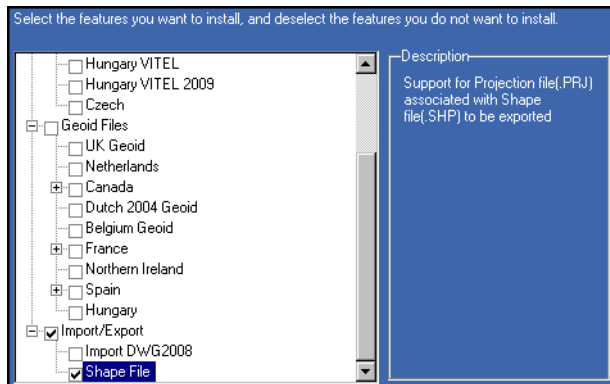 Select the features you want to install, and deselect the features you do not want to install.
Hungary VITEL
Hungary VITEL 2009
Czech
Geoid Files
UK Geoid
Netherlands
Canada
Dutch 2004 Geoid
Belgium Geoid
France
Northern Ireland
Spain
Hungary
Import/Export
Import DWG2008
Shape File
Description
Support for Projection file(.PRJ)
associated with Shape
file(.SHP) to be exported